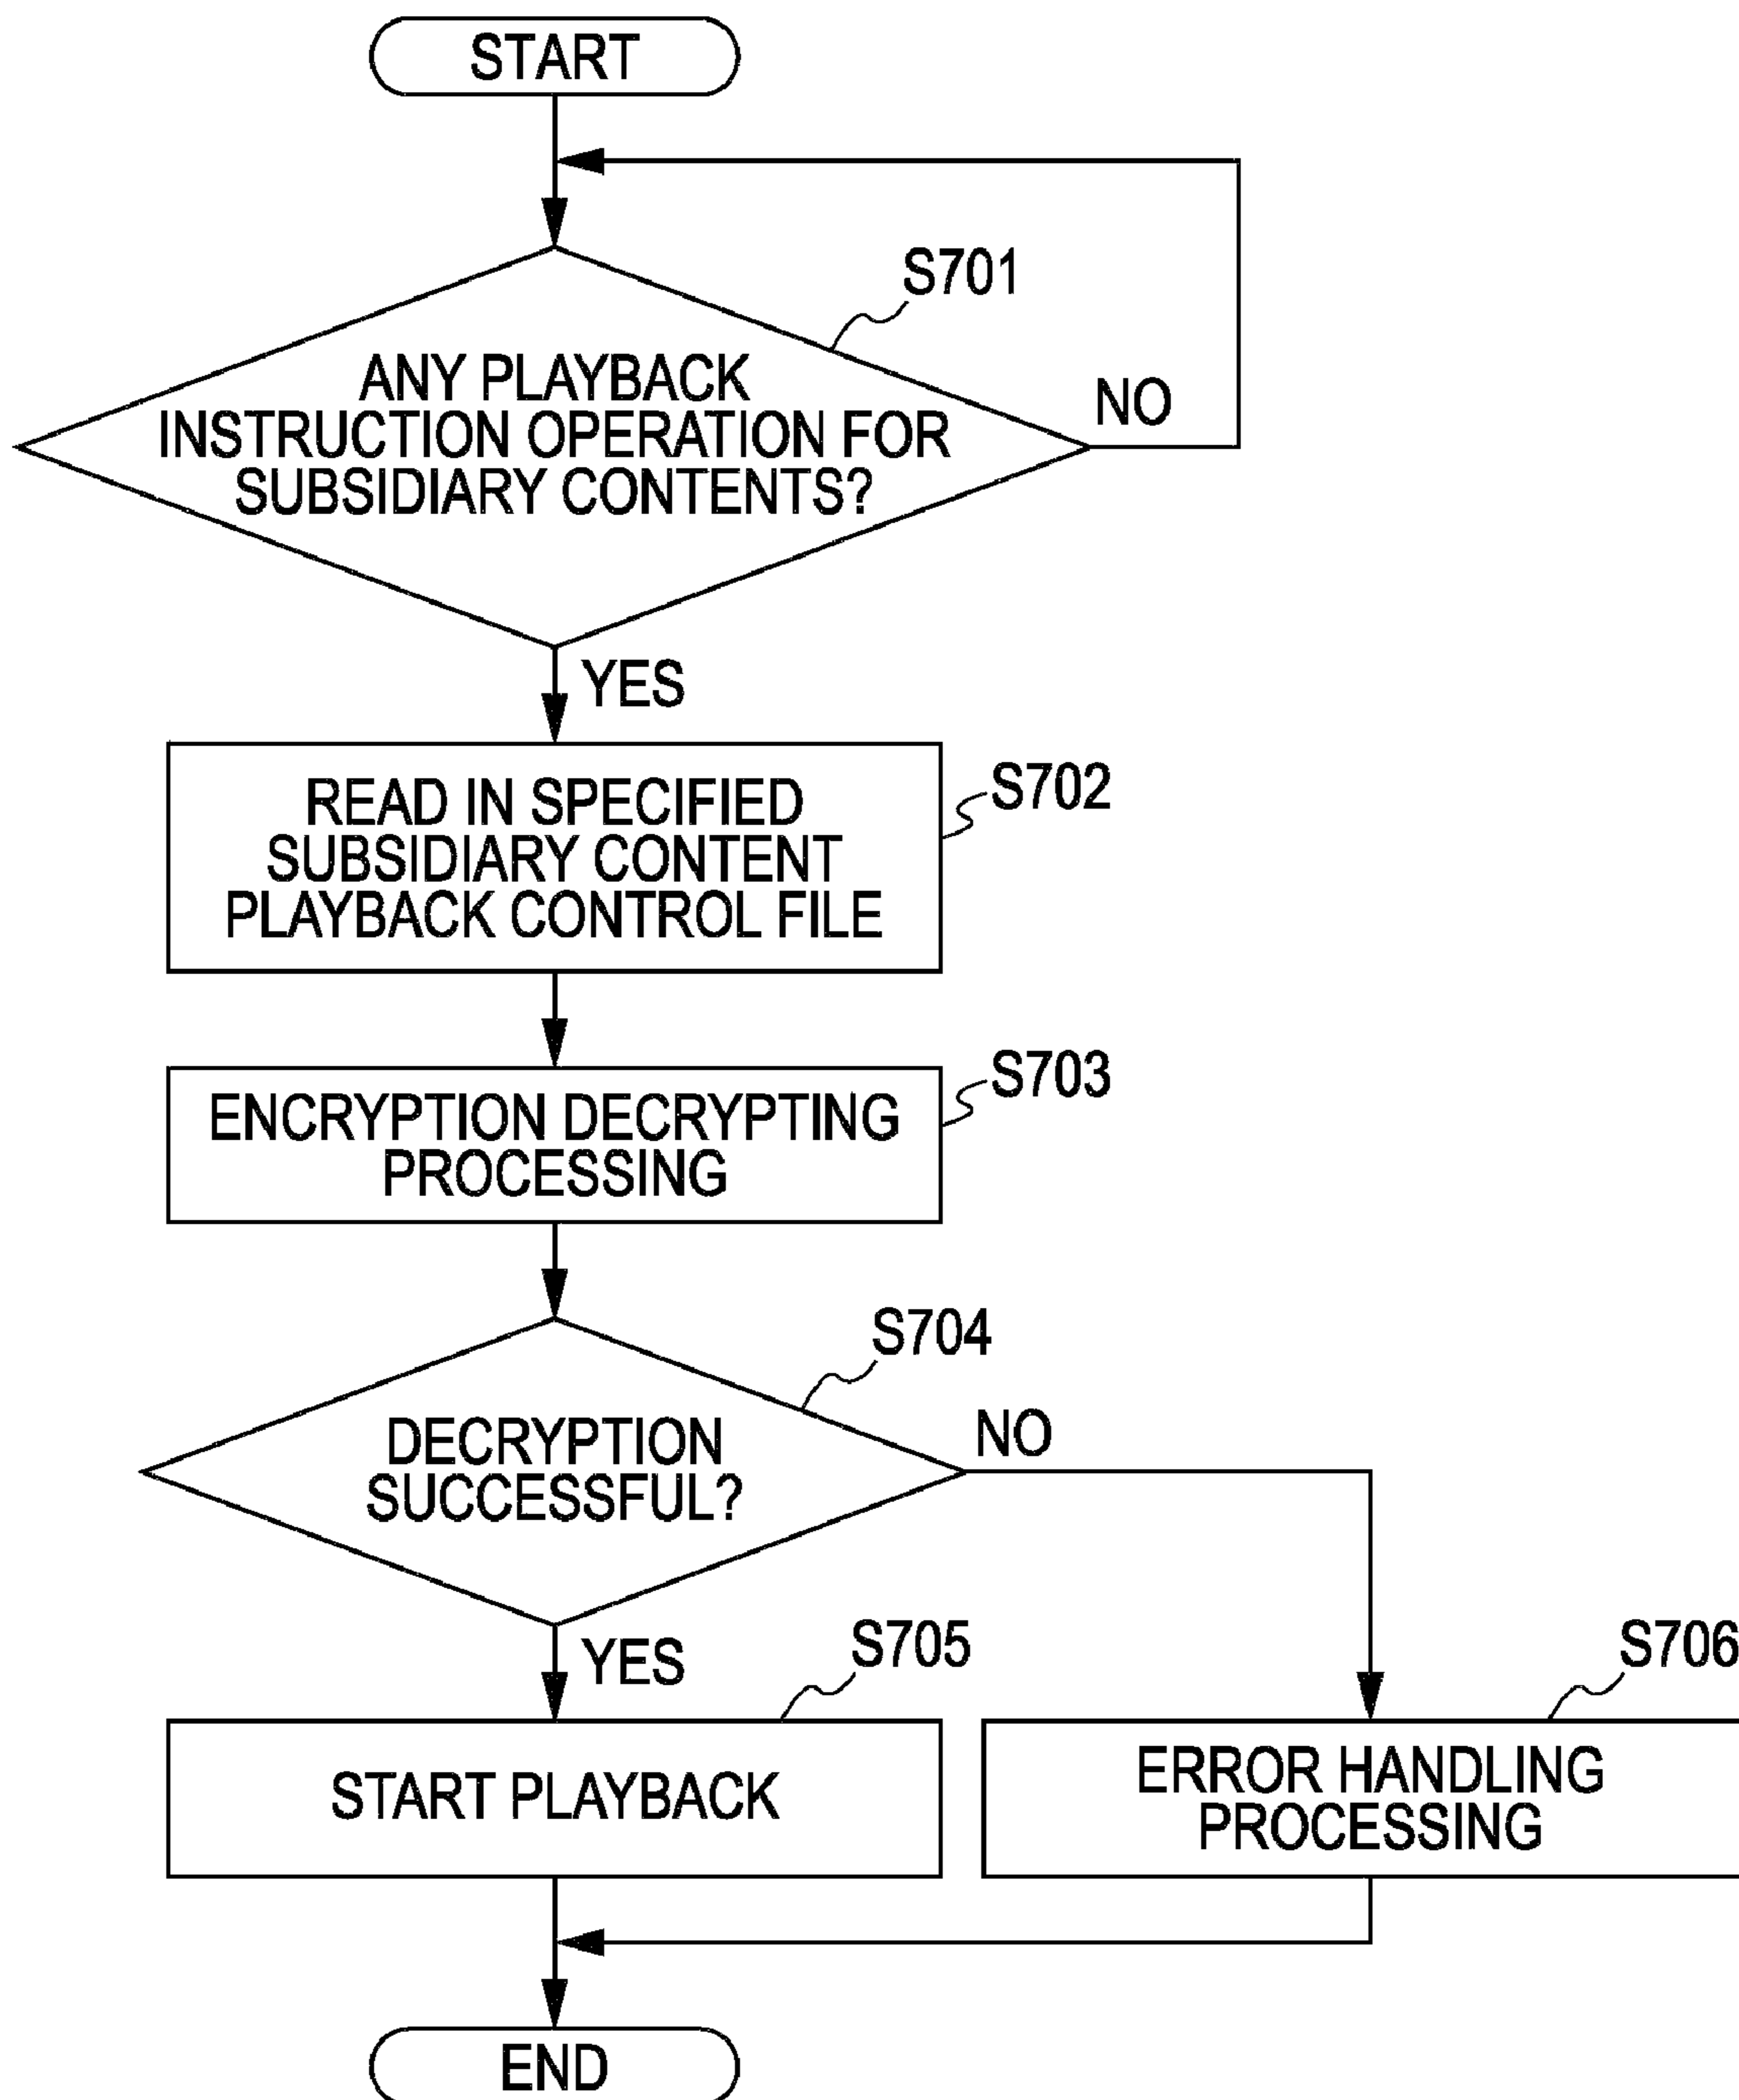 START
S701
ANY PLAYBACK
INSTRUCTION OPERATION FOR
SUBSIDIARY CONTENTS?
NO
YES
READ IN SPECIFIED
SUBSIDIARY CONTENT
PLAYBACK CONTROL FILE
S702
ENCRYPTION DECRYPTING
PROCESSING
S703
S704
DECRYPTION
SUCCESSFUL?
NO
YES
S705
START PLAYBACK
S706
ERROR HANDLING
PROCESSING
END